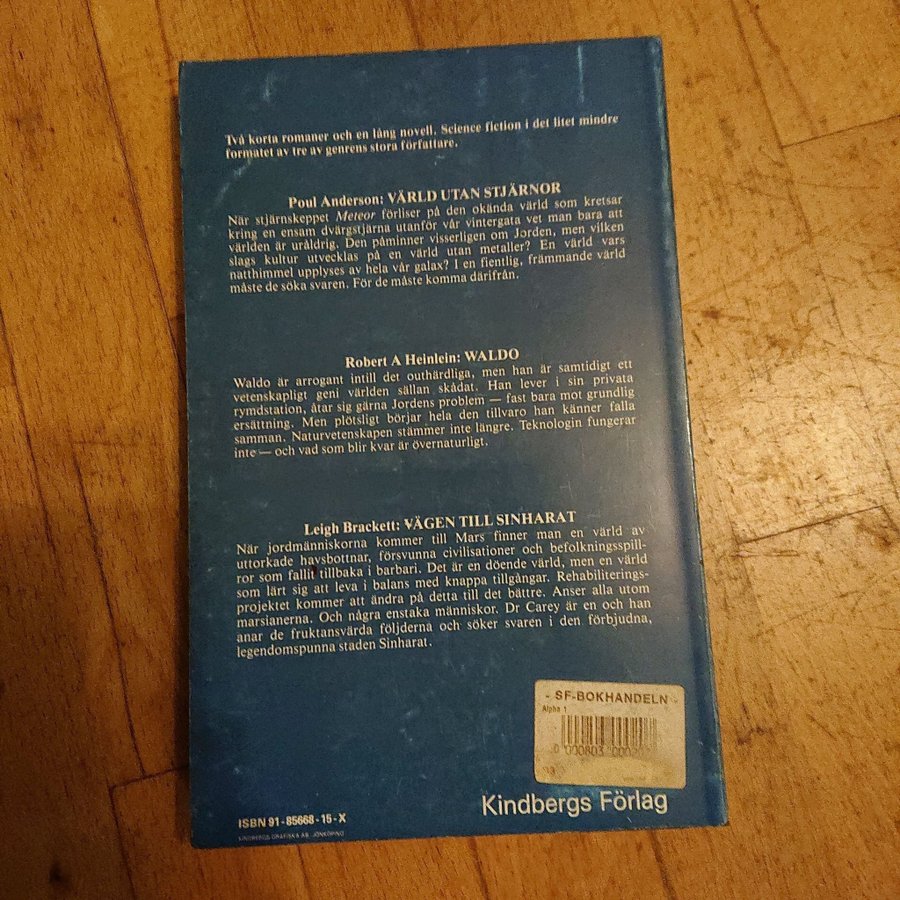 Två korta romaner och en lång novell. Science fiction i det litet mindre
formatet av tre av genrens stora författare.
Poul Anderson: VÄRLD UTAN STJÄRNOR
När stjärnskeppet Meteor förliser på den okända värld som kretsar
kring en ensam dvärgstjärna utanför vår vintergata vet man bara att
världen är uråldrig. Den påminner visserligen om Jorden, men vilken
slags kultur utvecklas på en värld utan metaller? En värld vars
natthimmel upplyses av hela vår galax? I en fientlig, främmande värld
måste de söka svaren. För de måste komma därifrån.
Robert A Heinlein: WALDO
Waldo är arrogant intill det outhärdliga, men han är samtidigt ett
vetenskapligt geni världen sällan skådat. Han lever i sin privata
rymdstation, åtar sig gärna Jordens problem — fast bara mot grundlig
ersättning. Men plötsligt börjar hela den tillvaro han känner falla
samman. Naturvetenskapen stämmer inte längre. Teknologin fungerar
inte — och vad som blir kvar är övernaturligt.
Leigh Brackett: VÄGEN TILL SINHARAT
När jordmänniskorna kommer till Mars finner man en värld av
uttorkade havsbottnar, försvunna civilisationer och befolkningsspill-
ror som fallit tillbaka i barbari. Det är en döende värld, men en värld
som lärt sig att leva i balans med knappa tillgångar. Rehabiliterings-
projektet kommer att ändra på detta till det bättre. Anser alla utom
marsianerna. Och några enstaka människor. Dr Carey är en och han
anar de fruktansvärda följderna och söker svaren i den förbjudna,
legendomspunna staden Sinharat.
- SF-BOKHANDELN -
Alpha 1
Kindbergs Förlag
ISBN 91-85668-15-X
KINDBERGS GRAFISKA AB, JÖNKÖPING